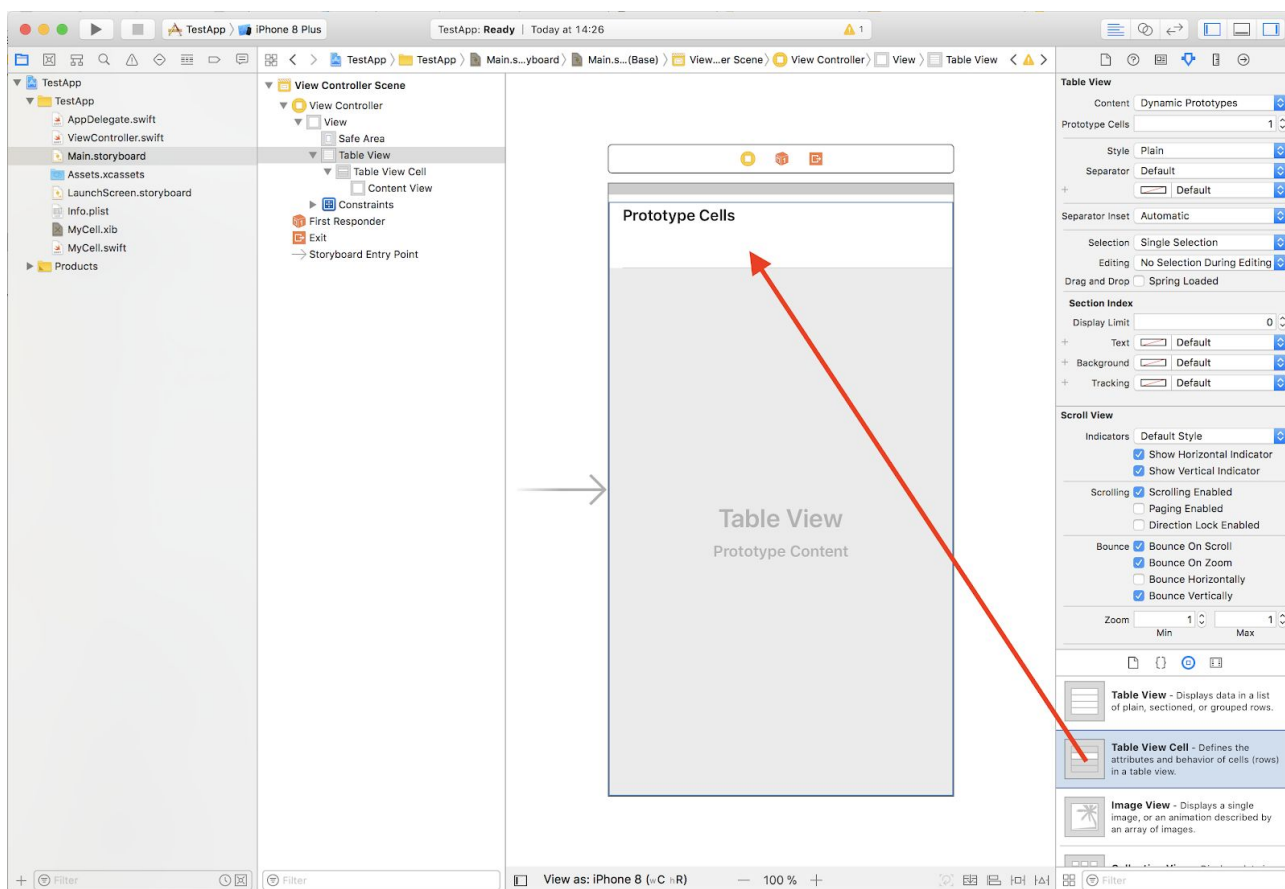 TestApp
iPhone 8 Plus
TestApp: Ready | Today at 14:26
1
TestApp
TestApp
Main.s...yboard
Main.s...(Base)
View...er Scene
View Controller
View
Table View
TestApp
TestApp
AppDelegate.swift
ViewController.swift
Main.storyboard
Assets.xcassets
LaunchScreen.storyboard
Info.plist
MyCell.xib
MyCell.swift
Products
Filter
View Controller Scene
View Controller
View
Safe Area
Table View
Table View Cell
Content View
Constraints
First Responder
Exit
Storyboard Entry Point
Filter
Prototype Cells
Table View
Prototype Content
View as: iPhone 8 (wC hR)
100 %
Table View
Content Dynamic Prototypes
Prototype Cells 1
Style Plain
Separator Default
Default
Separator Inset Automatic
Selection Single Selection
Editing No Selection During Editing
Drag and Drop Spring Loaded
Section Index
Display Limit 0
Text Default
Background Default
Tracking Default
Scroll View
Indicators Default Style
Show Horizontal Indicator
Show Vertical Indicator
Scrolling Scrolling Enabled
Paging Enabled
Direction Lock Enabled
Bounce Bounce On Scroll
Bounce On Zoom
Bounce Horizontally
Bounce Vertically
Zoom 1 1
Min Max
Table View - Displays data in a list
of plain, sectioned, or grouped rows.
Table View Cell - Defines the
attributes and behavior of cells (rows)
in a table view.
Image View - Displays a single
image, or an animation described by
an array of images.
Filter